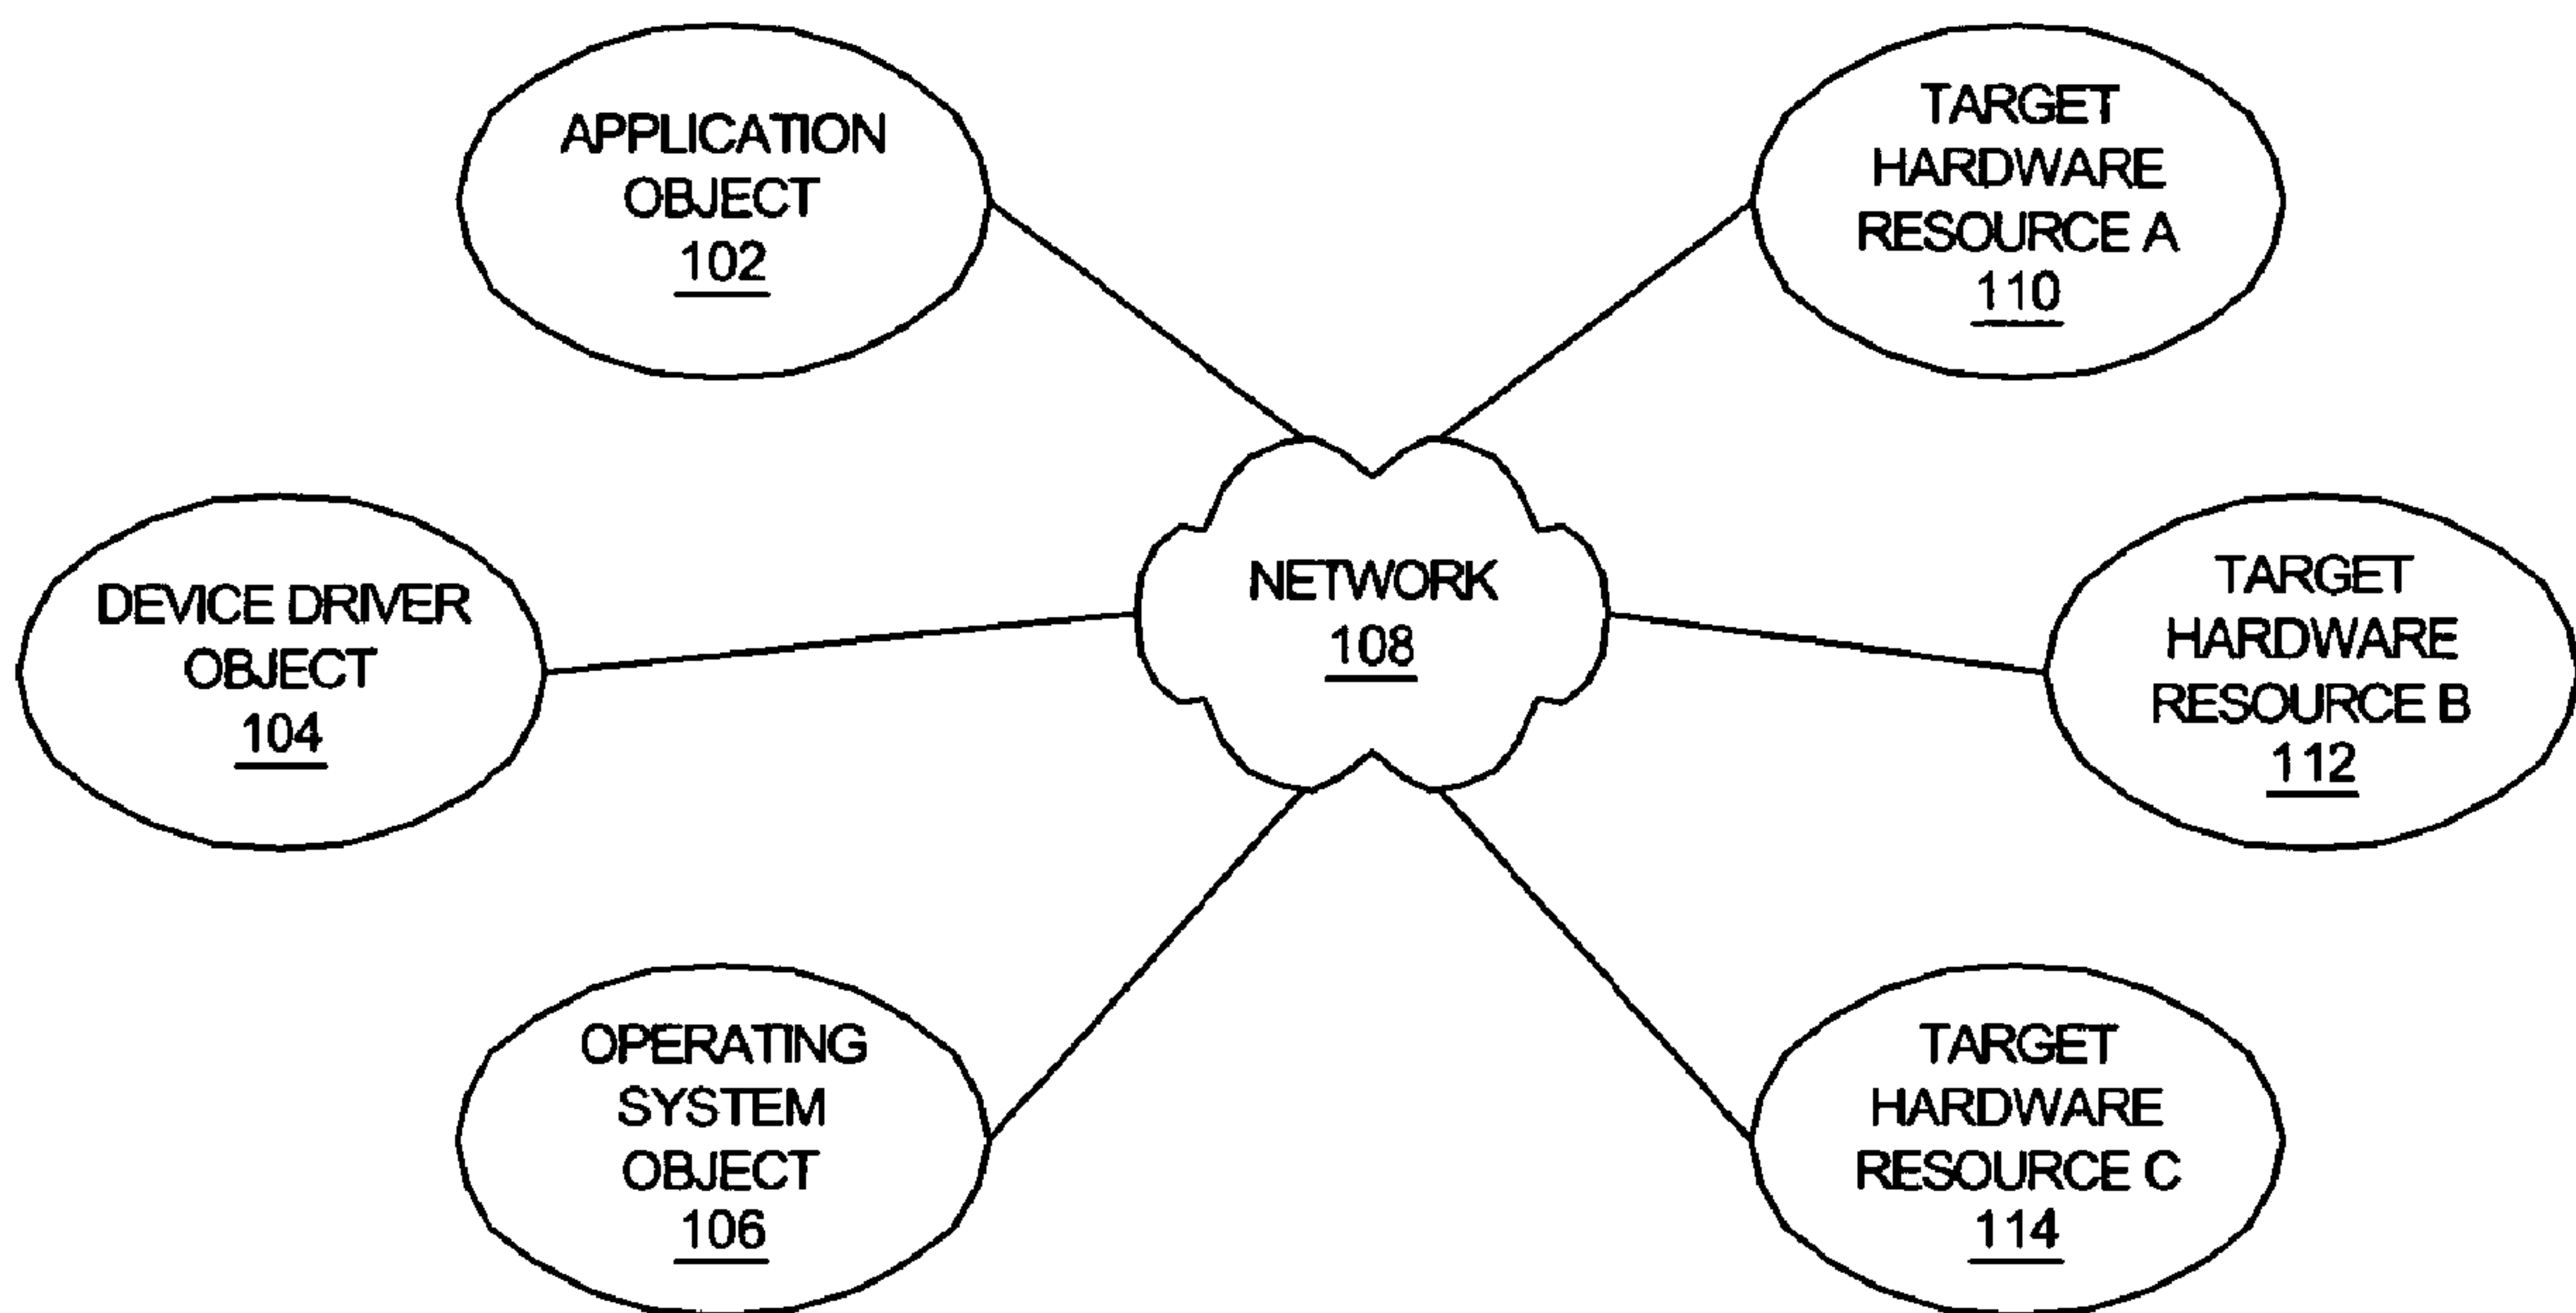 APPLICATION
OBJECT
102
TARGET
HARDWARE
RESOURCE A
110
DEVICE DRIVER
OBJECT
104
NETWORK
108
TARGET
HARDWARE
RESOURCE B
112
OPERATING
SYSTEM
OBJECT
106
TARGET
HARDWARE
RESOURCE C
114